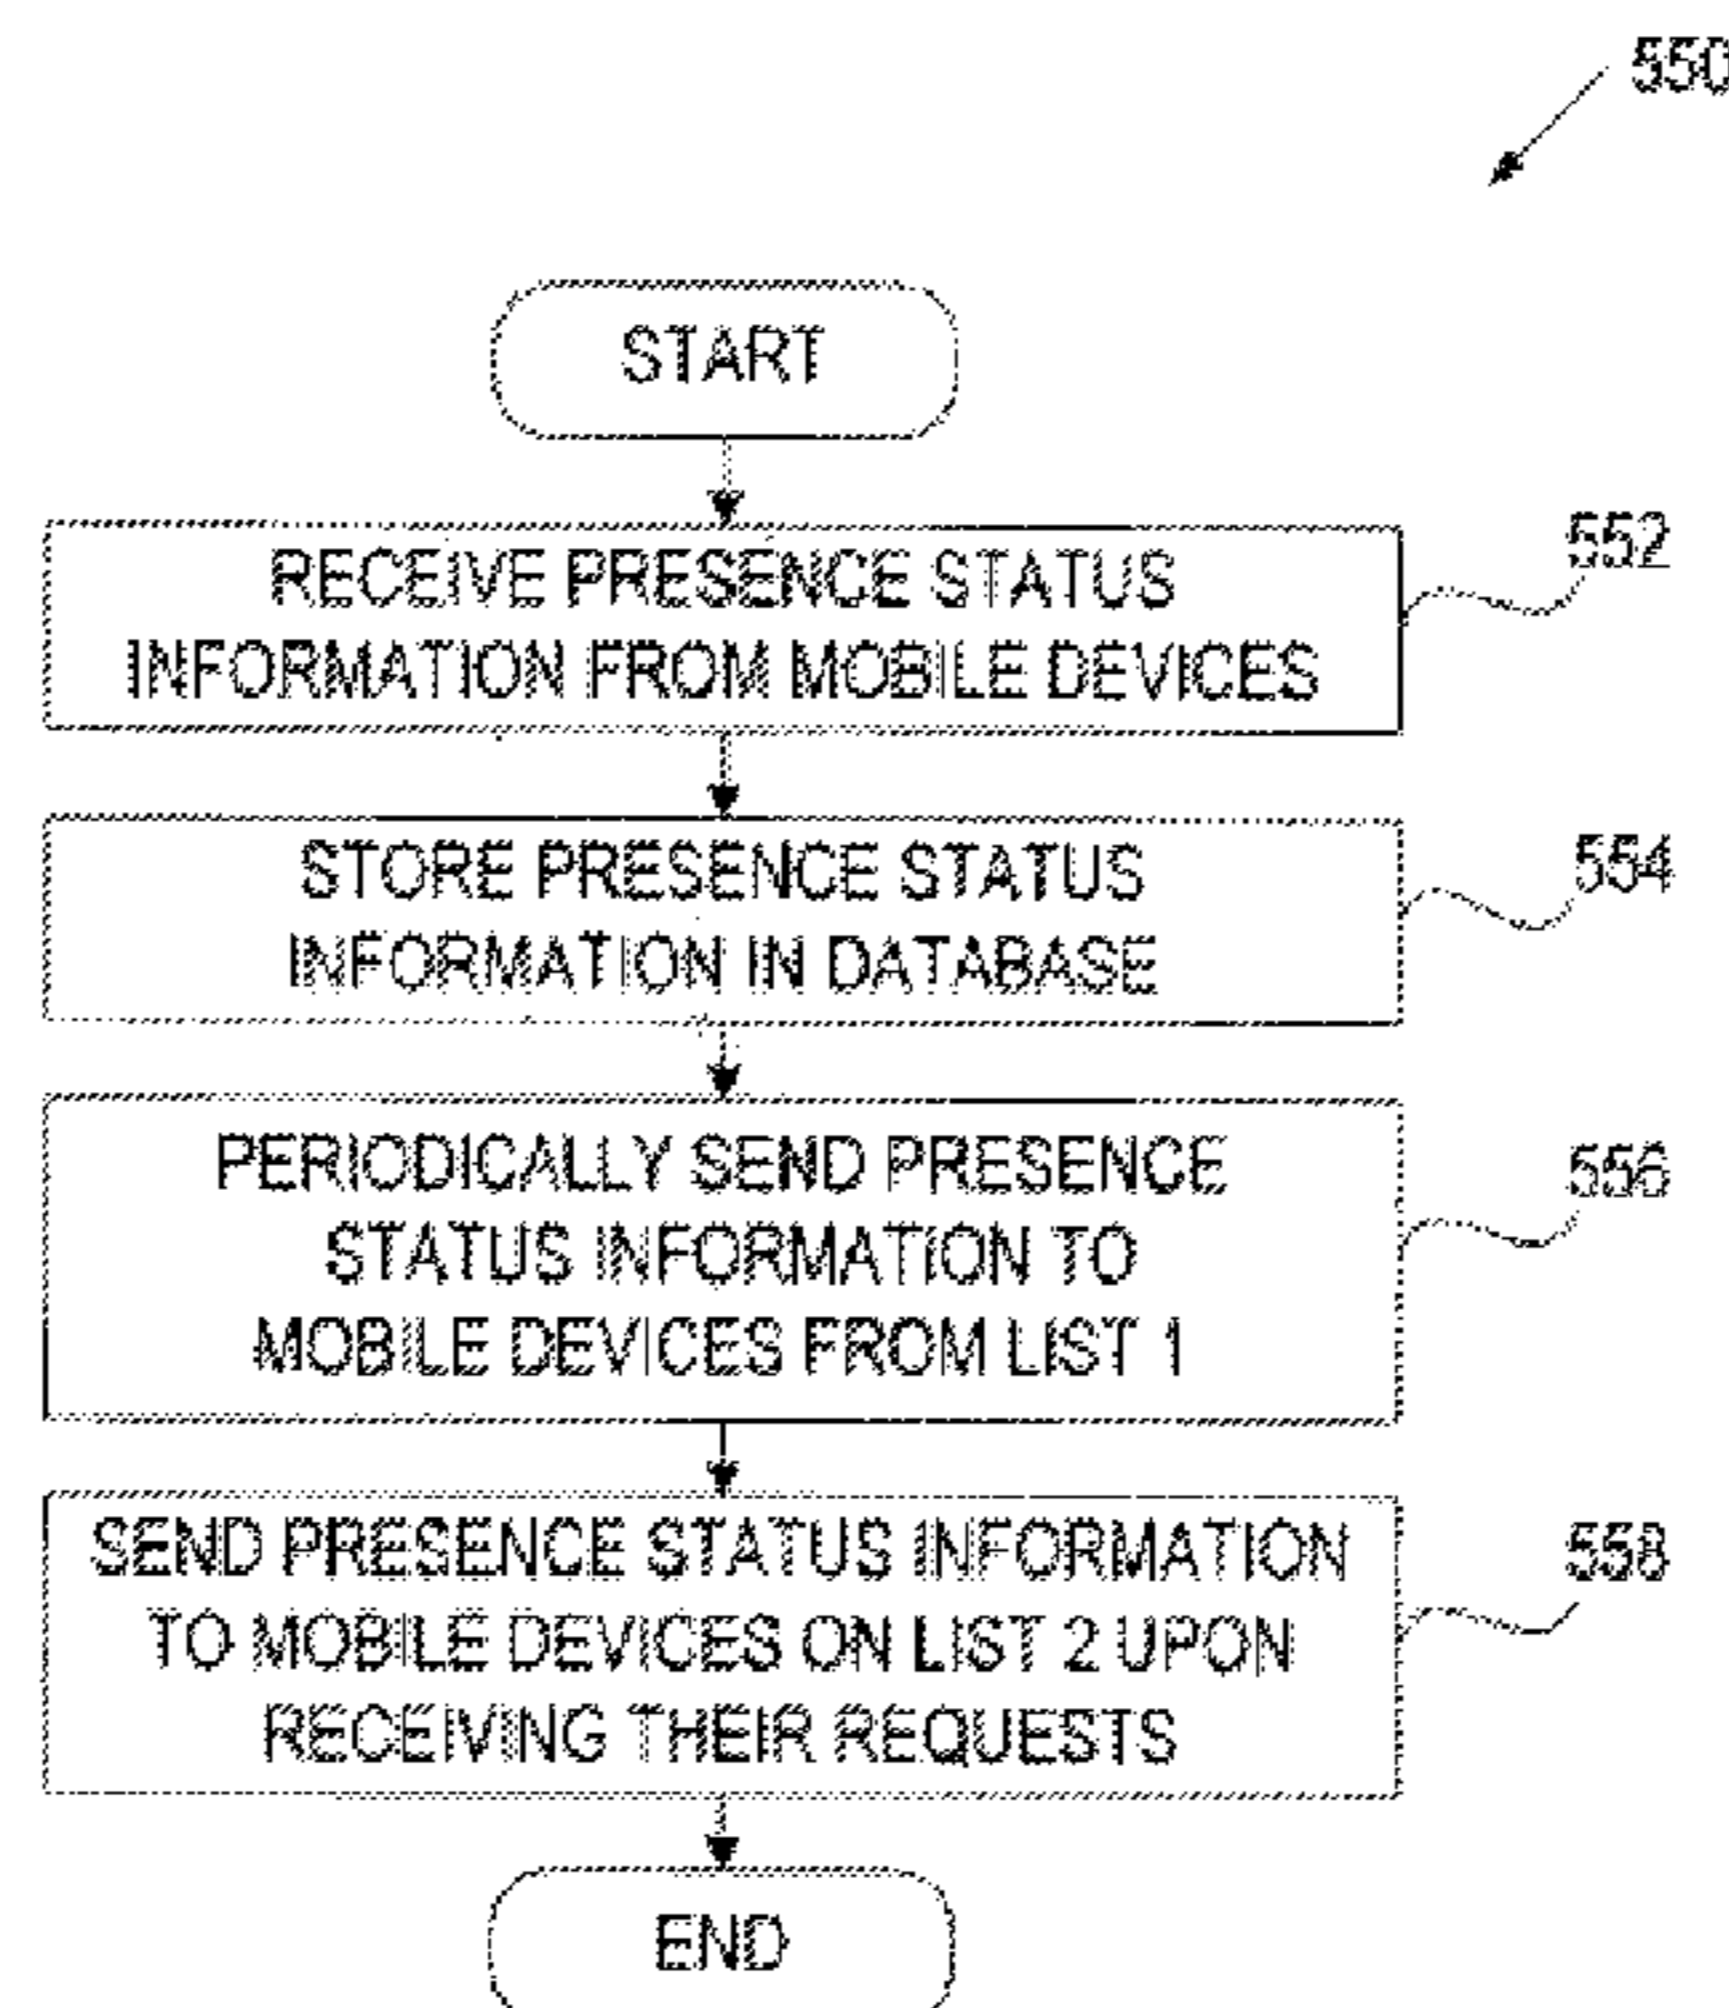 550
START
RECEIVE PRESENCE STATUS
INFORMATION FROM MOBILE DEVICES
552
STORE PRESENCE STATUS
INFORMATION IN DATABASE
554
PERIODICALLY SEND PRESENCE
STATUS INFORMATION TO
MOBILE DEVICES FROM LIST 1
556
SEND PRESENCE STATUS INFORMATION
TO MOBILE DEVICES ON LIST 2 UPON
RECEIVING THEIR REQUESTS
558
END